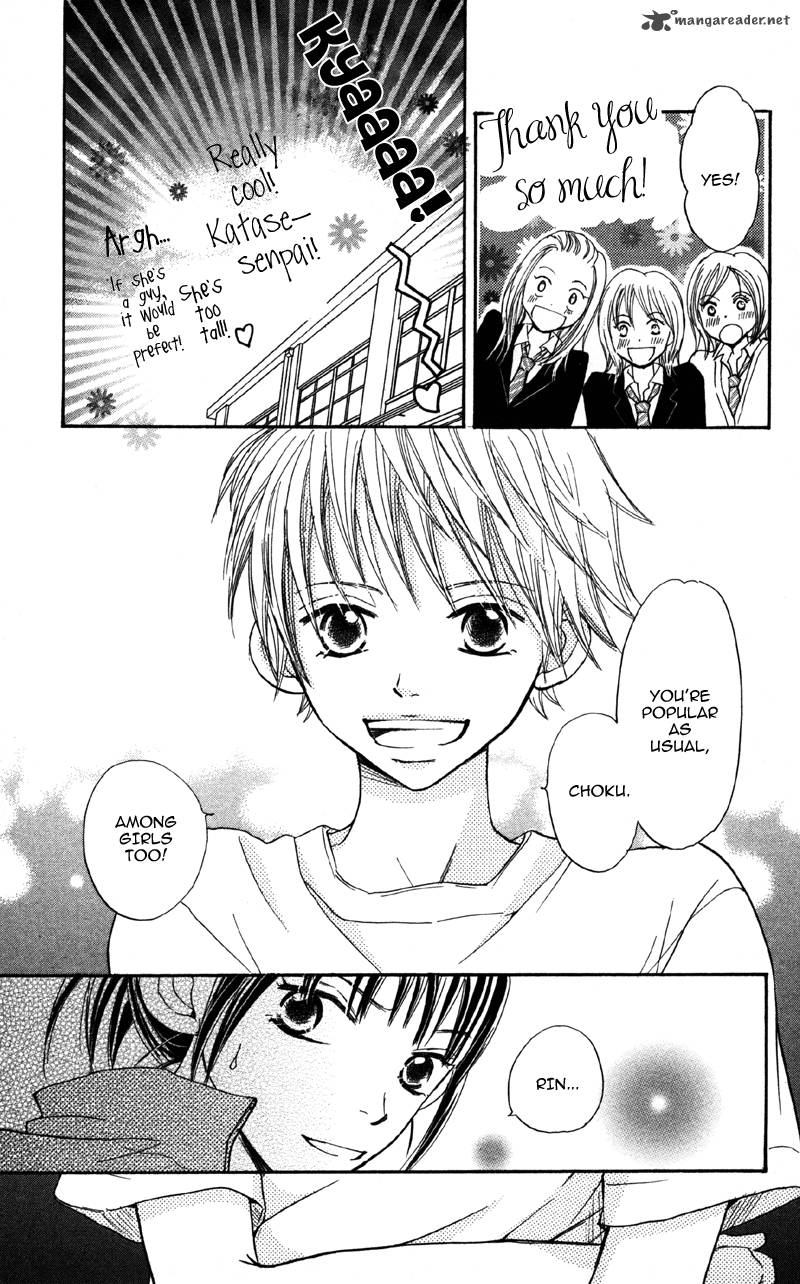 mangareader.net
YES!
Thank you
so much!
kyaaaa!
Really
cool!
Katase-
senpai!
Argh...
If she's
a guy,
it would
be
prefect!
She's
too
tall!
YOU'RE
POPULAR
AS
USUAL,
CHOKU.
AMONG
GIRLS
TOO!
RIN...